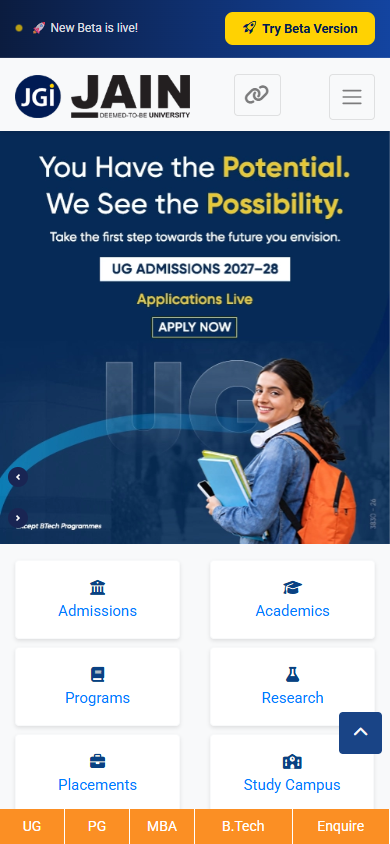 🚀 New Beta is live!
Try Beta Version
JGi JAIN
DEEMED-TO-BE UNIVERSITY
You Have the Potential.
We See the Possibility.
Take the first step towards the future you envision.
UG ADMISSIONS 2027–28
Applications Live
APPLY NOW
UG
cept BTech Programmes
Admissions
Academics
Programs
Research
Placements
Study Campus
UG
PG
MBA
B.Tech
Enquire